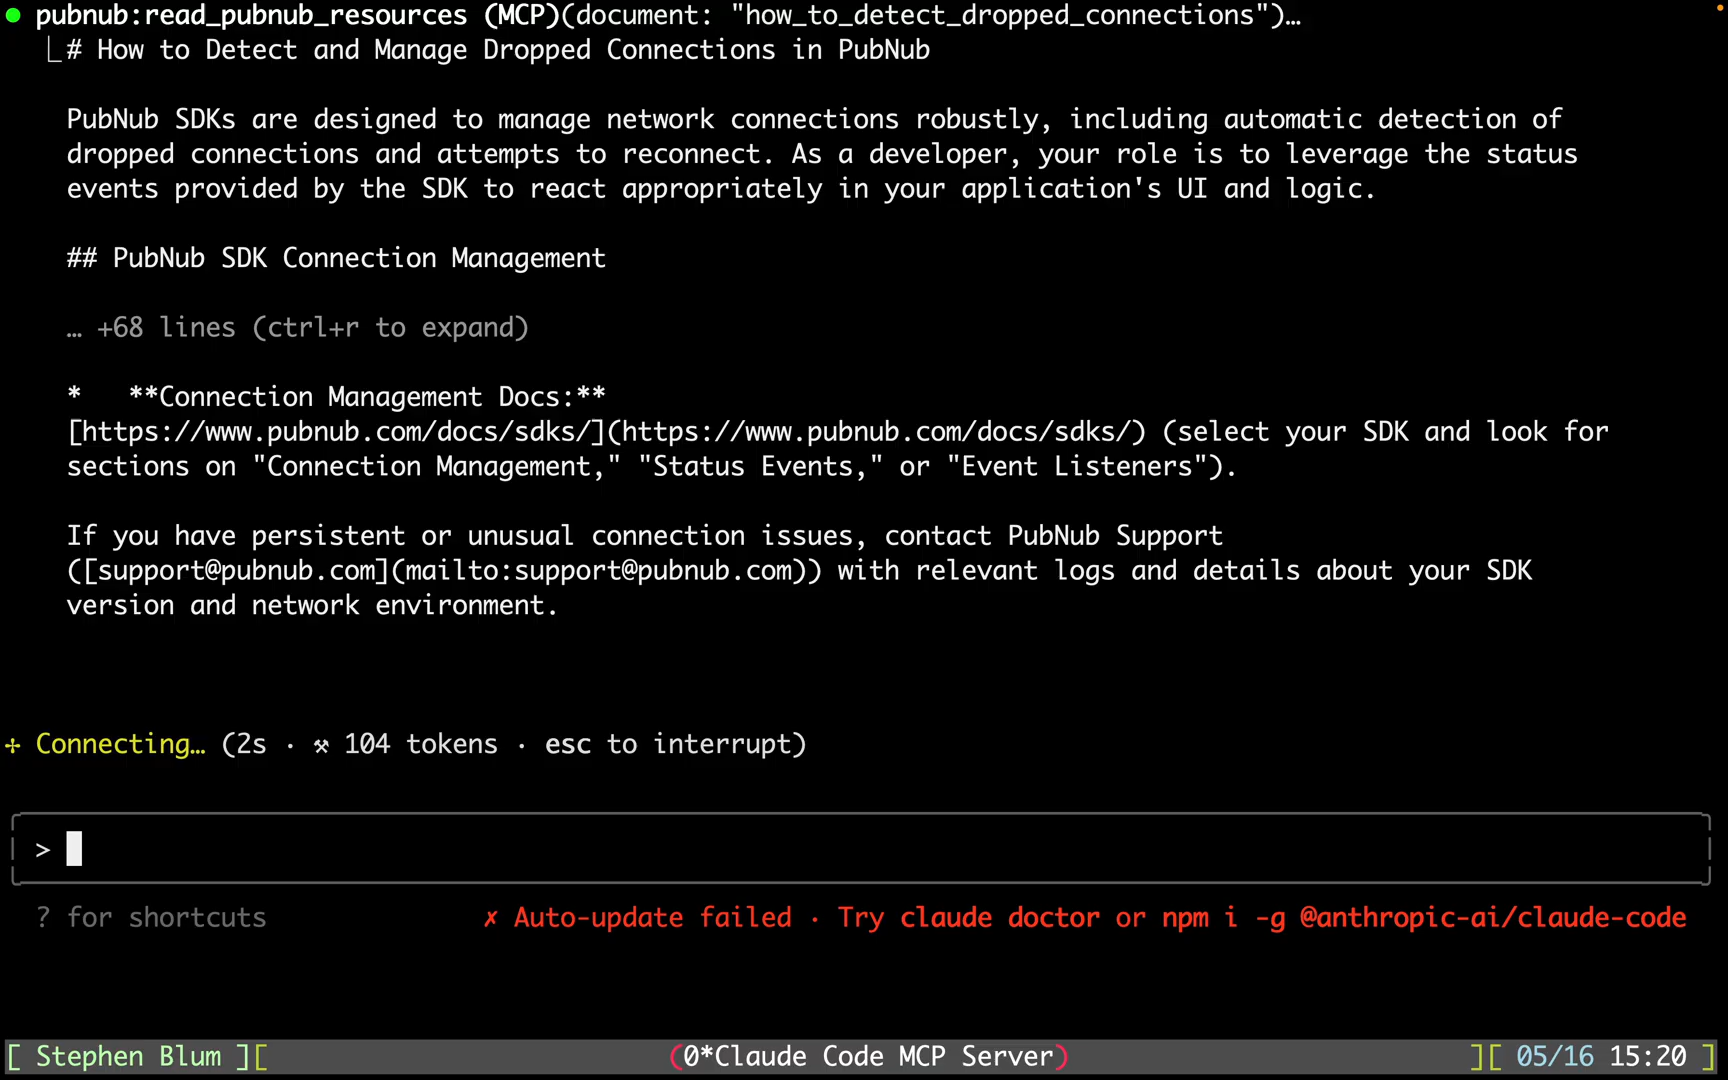 ● pubnub:read_pubnub_resources (MCP)(document: "how_to_detect_dropped_connections")…
⎿ # How to Detect and Manage Dropped Connections in PubNub
PubNub SDKs are designed to manage network connections robustly, including automatic detection of
dropped connections and attempts to reconnect. As a developer, your role is to leverage the status
events provided by the SDK to react appropriately in your application's UI and logic.
## PubNub SDK Connection Management
… +68 lines (ctrl+r to expand)
*   **Connection Management Docs:**
[https://www.pubnub.com/docs/sdks/](https://www.pubnub.com/docs/sdks/) (select your SDK and look for
sections on "Connection Management," "Status Events," or "Event Listeners").
If you have persistent or unusual connection issues, contact PubNub Support
([support@pubnub.com](mailto:support@pubnub.com)) with relevant logs and details about your SDK
version and network environment.
✢ Connecting… (2s · ⚒ 104 tokens · esc to interrupt)
>
? for shortcuts ✗ Auto-update failed · Try claude doctor or npm i -g @anthropic-ai/claude-code
[ Stephen Blum ][ (0*Claude Code MCP Server) ][ 05/16 15:20 ]